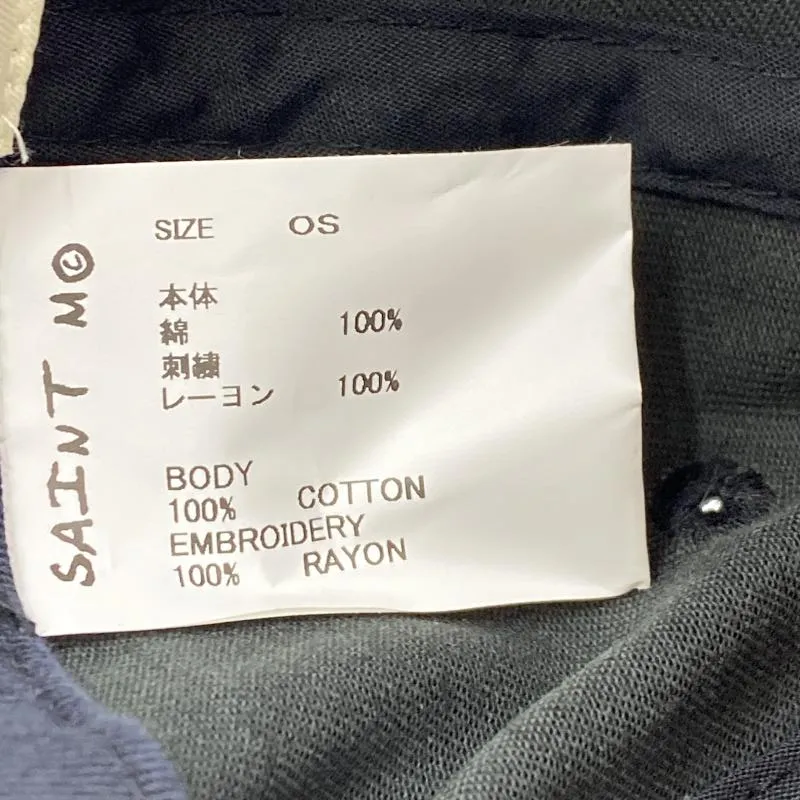 SAINT M©
SIZE OS
本体
綿 100%
刺繍
レーヨン 100%
BODY
100% COTTON
EMBROIDERY
100% RAYON